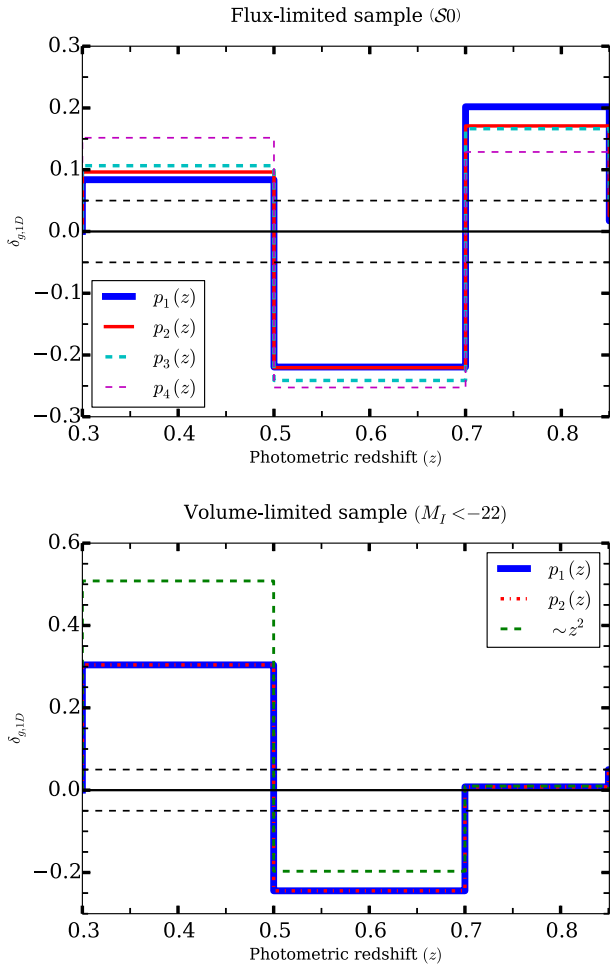 Flux-limited sample (S0)
0.3
0.2
0.1
0.0
−0.1
−0.2
−0.3
δg,1D
p1(z)
p2(z)
p3(z)
p4(z)
0.3 0.4 0.5 0.6 0.7 0.8
Photometric redshift (z)
Volume-limited sample (MI <−22)
0.6
0.4
0.2
0.0
−0.2
δg,1D
p1(z)
p2(z)
∼z²
0.3 0.4 0.5 0.6 0.7 0.8
Photometric redshift (z)